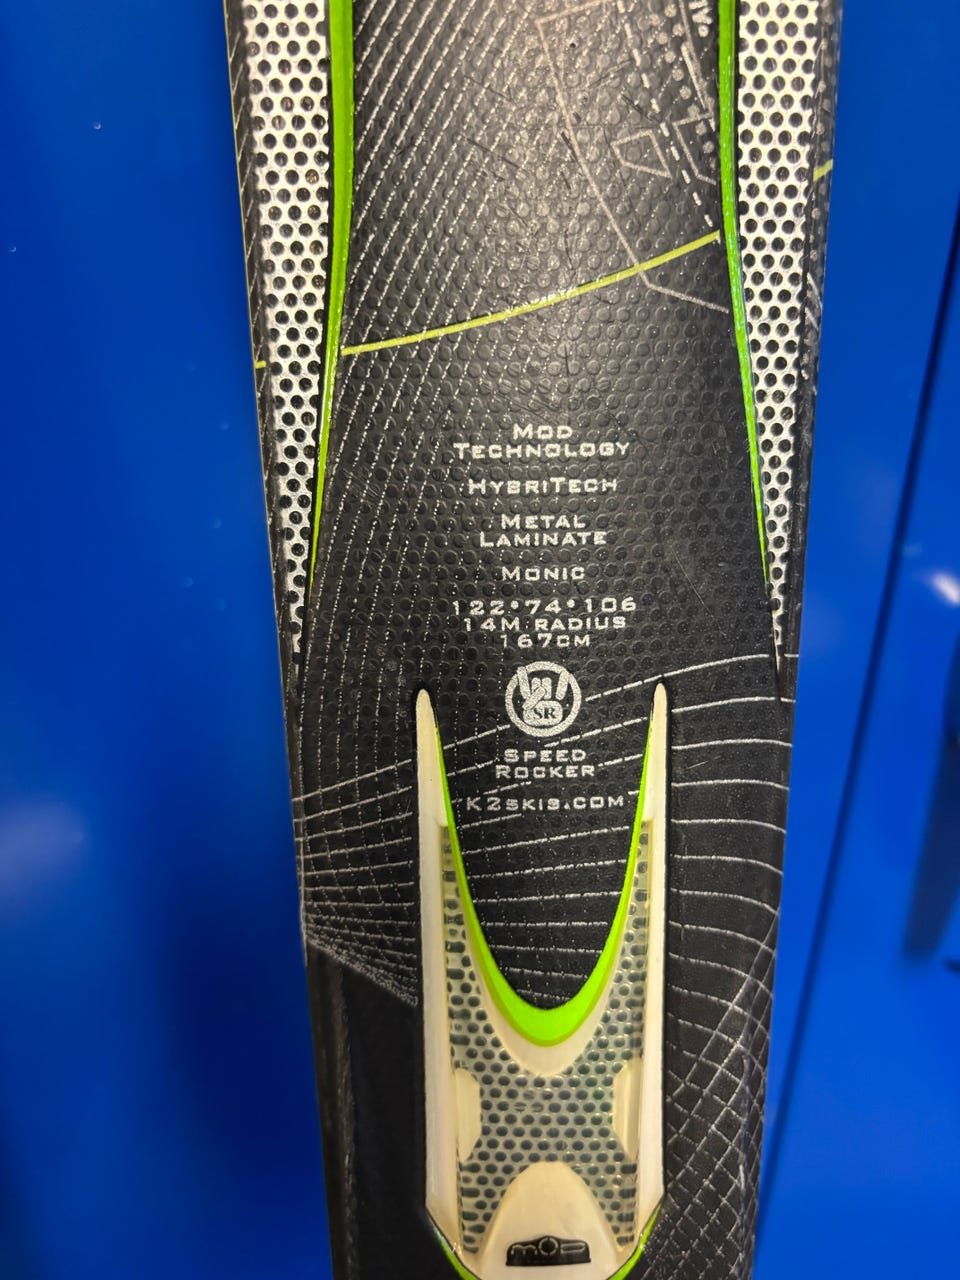 MOD
TECHNOLOGY
HYBRITECH
METAL
LAMINATE
MONIC
122•74•106
14M RADIUS
167CM
SR
SPEED
ROCKER
K2SKIS.COM
MOD